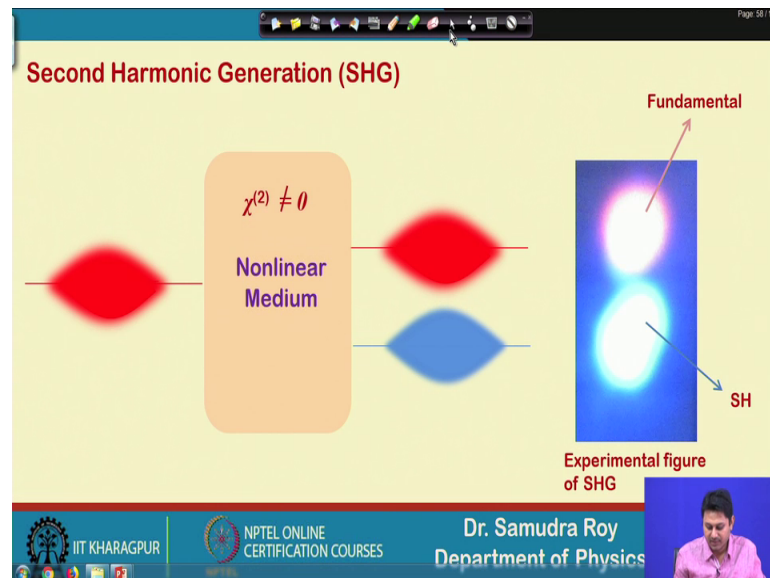 Page: 58 / 
Second Harmonic Generation (SHG)
Fundamental
χ⁽²⁾ ≠ 0
Nonlinear
Medium
SH
Experimental figure
of SHG
IIT KHARAGPUR
NPTEL ONLINE
CERTIFICATION COURSES
Dr. Samudra Roy
Department of Physics